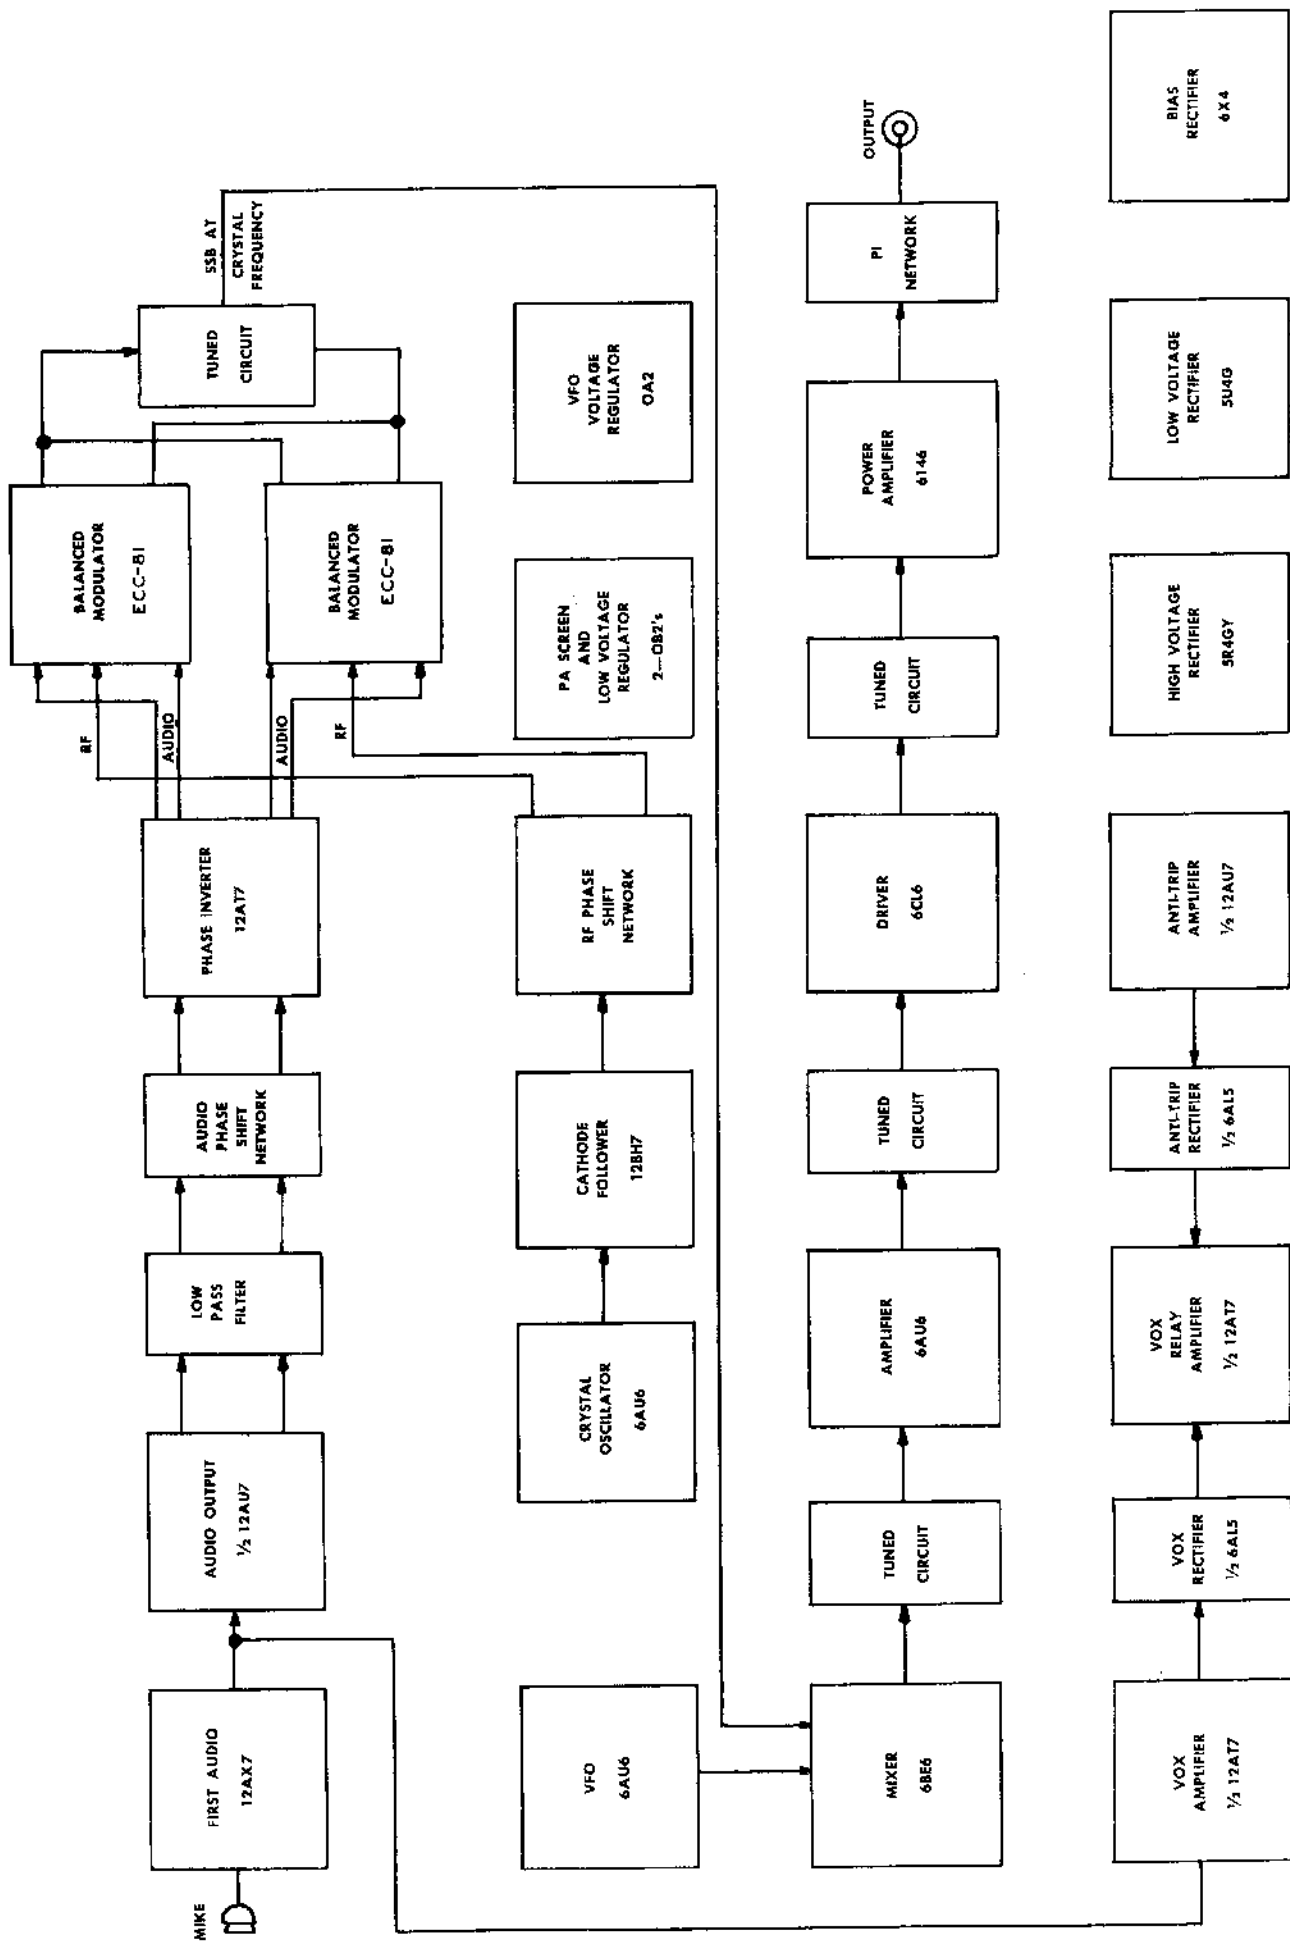 MIKE
FIRST AUDIO
12AX7
AUDIO OUTPUT
½ 12AU7
LOW
PASS
FILTER
AUDIO
PHASE
SHIFT
NETWORK
PHASE INVERTER
12AT7
RF
AUDIO
AUDIO
RF
BALANCED
MODULATOR
ECC-81
BALANCED
MODULATOR
ECC-81
TUNED
CIRCUIT
SSB AT
CRYSTAL
FREQUENCY
VFO
6AU6
CRYSTAL
OSCILLATOR
6AU6
CATHODE
FOLLOWER
12BH7
RF PHASE
SHIFT
NETWORK
PA SCREEN
AND
LOW VOLTAGE
REGULATOR
2—OB2's
VFO
VOLTAGE
REGULATOR
OA2
MIXER
6BE6
TUNED
CIRCUIT
AMPLIFIER
6AU6
TUNED
CIRCUIT
DRIVER
6CL6
TUNED
CIRCUIT
POWER
AMPLIFIER
6146
PI
NETWORK
OUTPUT
VOX
AMPLIFIER
½ 12AT7
VOX
RECTIFIER
½ 6AL5
VOX
RELAY
AMPLIFIER
½ 12AT7
ANTI-TRIP
RECTIFIER
½ 6AL5
ANTI-TRIP
AMPLIFIER
½ 12AU7
HIGH VOLTAGE
RECTIFIER
5R4GY
LOW VOLTAGE
RECTIFIER
5U4G
BIAS
RECTIFIER
6X4